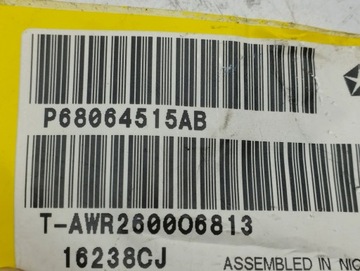 P68064515AB
T-AWR260006813
16238CJ
ASSEMBLED IN